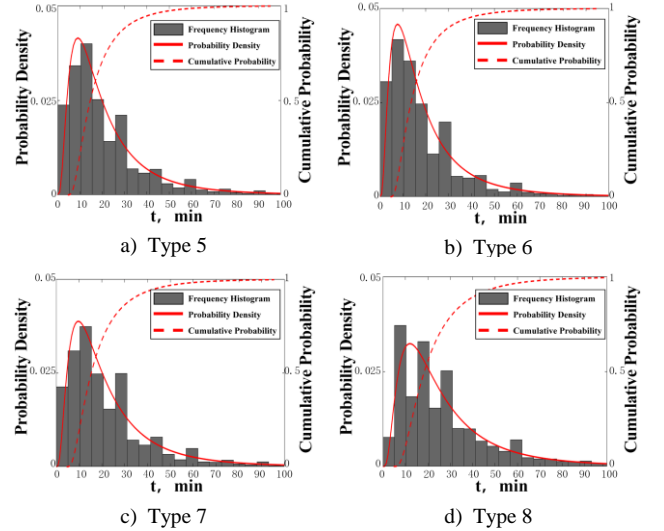 0.05
1
Frequency Histogram
Probability Density
Cumulative Probability
Probability Density
0.025
0.5
Cumulative Probability
0
0 10 20 30 40 50 60 70 80 90 100
t, min
a) Type 5
0.05
1
Frequency Histogram
Probability Density
Cumulative Probability
Probability Density
0.025
0.5
Cumulative Probability
0
0 10 20 30 40 50 60 70 80 90 100
t, min
b) Type 6
0.05
1
Frequency Histogram
Probability Density
Cumulative Probability
Probability Density
0.025
0.5
Cumulative Probability
0
0 10 20 30 40 50 60 70 80 90 100
t, min
c) Type 7
0.05
1
Frequency Histogram
Probability Density
Cumulative Probability
Probability Density
0.025
0.5
Cumulative Probability
0
0 10 20 30 40 50 60 70 80 90 100
t, min
d) Type 8